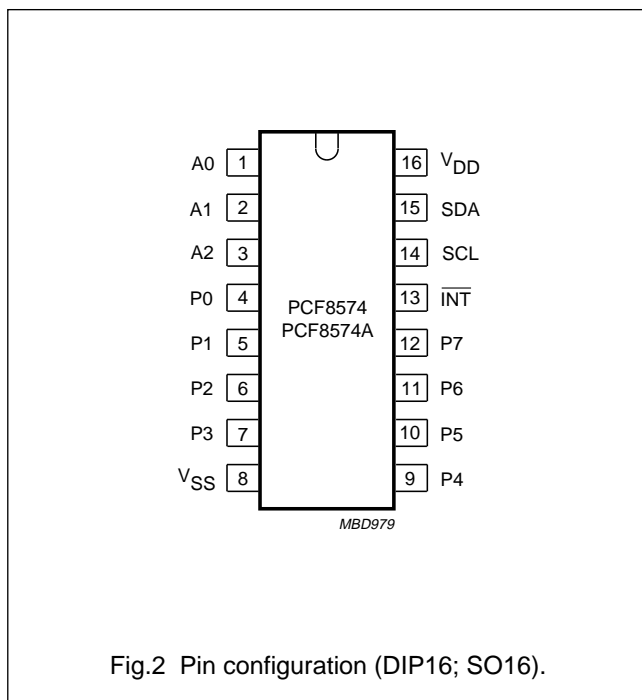 A0 1 16 VDD
A1 2 15 SDA
A2 3 14 SCL
P0 4 13 INT
PCF8574
PCF8574A
P1 5 12 P7
P2 6 11 P6
P3 7 10 P5
VSS 8 9 P4
MBD979
Fig.2 Pin configuration (DIP16; SO16).